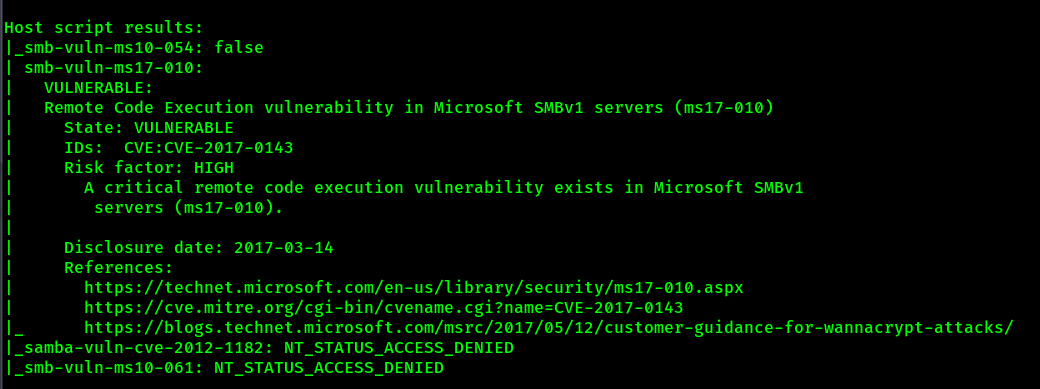 Host script results:
|_smb-vuln-ms10-054: false
| smb-vuln-ms17-010:
|   VULNERABLE:
|   Remote Code Execution vulnerability in Microsoft SMBv1 servers (ms17-010)
|     State: VULNERABLE
|     IDs:  CVE:CVE-2017-0143
|     Risk factor: HIGH
|       A critical remote code execution vulnerability exists in Microsoft SMBv1
|        servers (ms17-010).
|
|     Disclosure date: 2017-03-14
|     References:
|       https://technet.microsoft.com/en-us/library/security/ms17-010.aspx
|       https://cve.mitre.org/cgi-bin/cvename.cgi?name=CVE-2017-0143
|_      https://blogs.technet.microsoft.com/msrc/2017/05/12/customer-guidance-for-wannacrypt-attacks/
|_samba-vuln-cve-2012-1182: NT_STATUS_ACCESS_DENIED
|_smb-vuln-ms10-061: NT_STATUS_ACCESS_DENIED